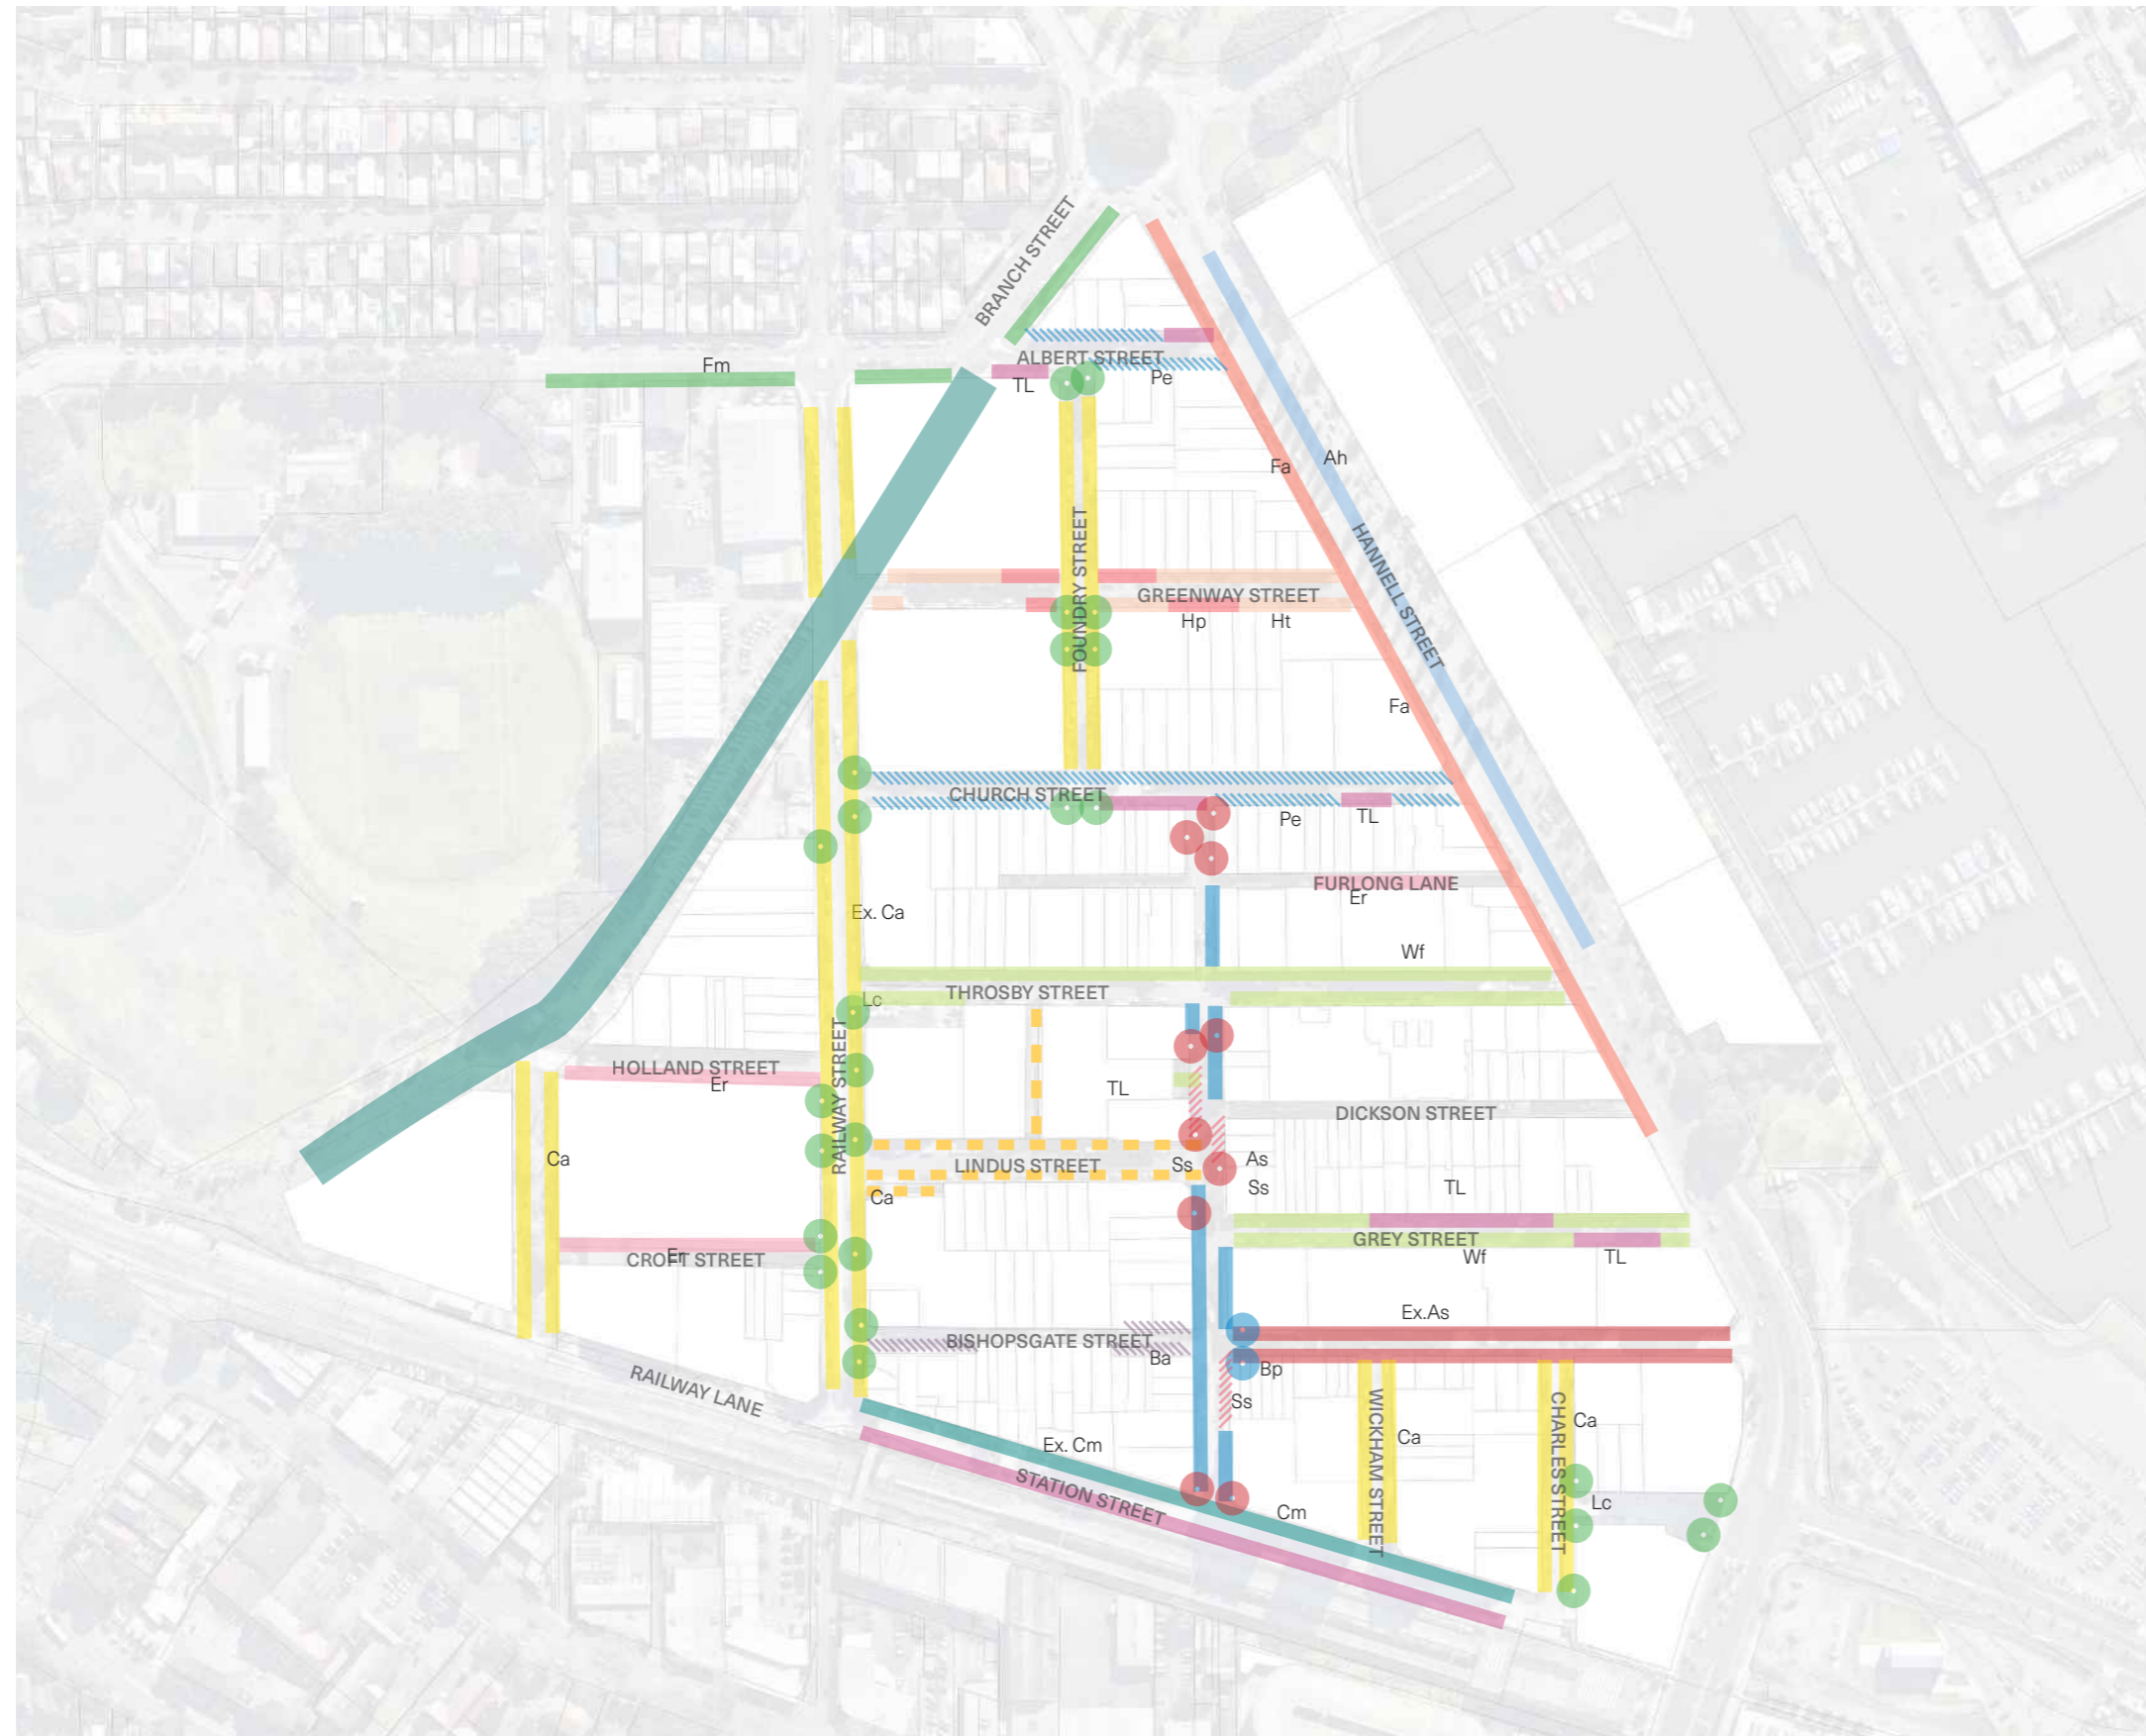 BRANCH STREET
Fm
ALBERT STREET
TL
Pe
Fa
Ah
HANNELL STREET
FOUNDRY STREET
GREENWAY STREET
Hp
Ht
Fa
CHURCH STREET
Pe
TL
FURLONG LANE
Er
Ex. Ca
Wf
Lc
THROSBY STREET
RAILWAY STREET
HOLLAND STREET
Er
TL
DICKSON STREET
Ca
LINDUS STREET
Ss
As
Ss
TL
Ca
GREY STREET
Wf
TL
Er
CROFT STREET
Ex.As
BISHOPSGATE STREET
Ba
Bp
RAILWAY LANE
Ss
WICKHAM STREET
Ca
CHARLES STREET
Ca
Ex. Cm
STATION STREET
Cm
Lc